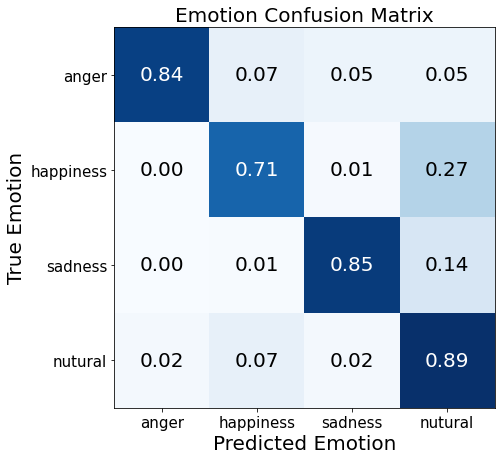 Emotion Confusion Matrix
True Emotion
anger 0.84 0.07 0.05 0.05
happiness 0.00 0.71 0.01 0.27
sadness 0.00 0.01 0.85 0.14
nutural 0.02 0.07 0.02 0.89
anger happiness sadness nutural
Predicted Emotion